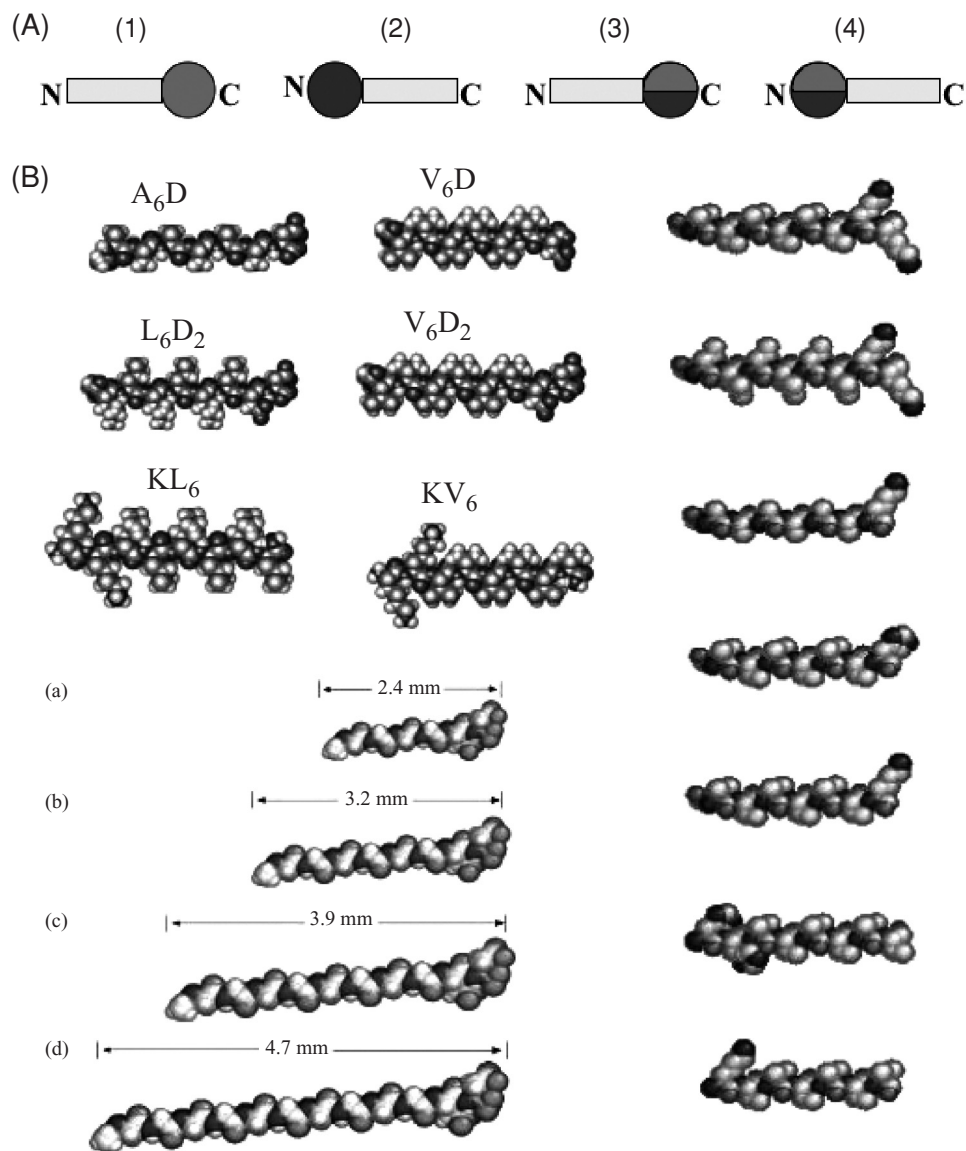 (A) (1) (2) (3) (4)
N C N C N C N C
(B)
A₆D V₆D
L₆D₂ V₆D₂
KL₆ KV₆
(a) 2.4 mm
(b) 3.2 mm
(c) 3.9 mm
(d) 4.7 mm